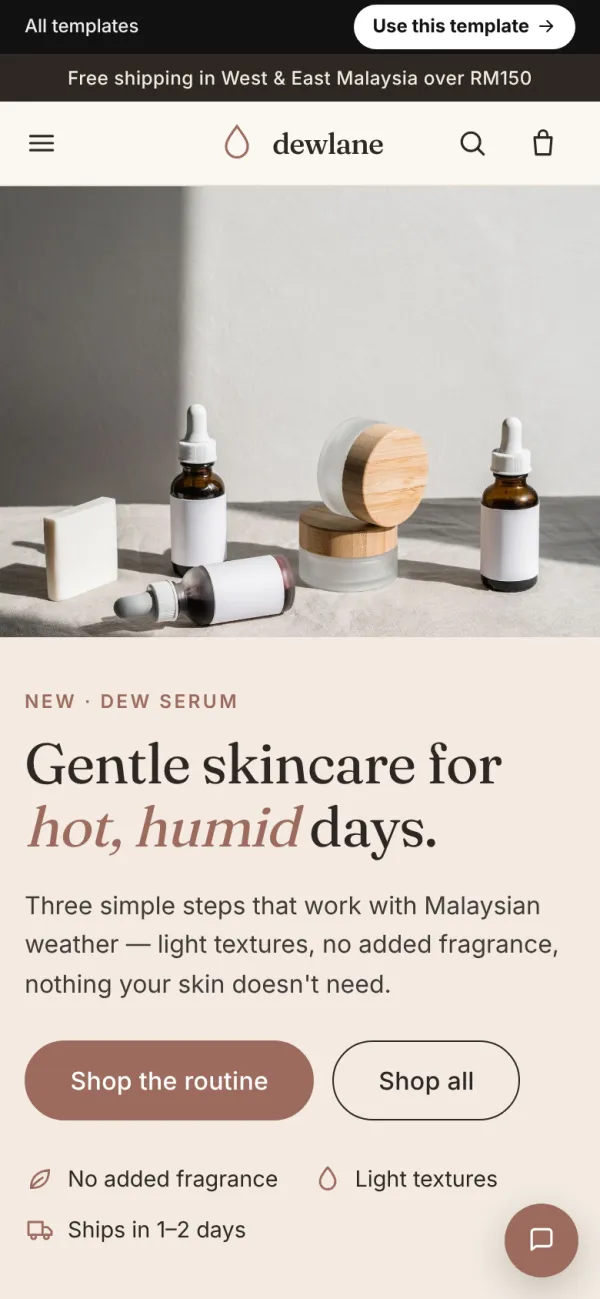 All templates
Use this template →
Free shipping in West & East Malaysia over RM150
dewlane
NEW · DEW SERUM
Gentle skincare for
hot, humid days.
Three simple steps that work with Malaysian
weather — light textures, no added fragrance,
nothing your skin doesn't need.
Shop the routine
Shop all
No added fragrance
Light textures
Ships in 1–2 days